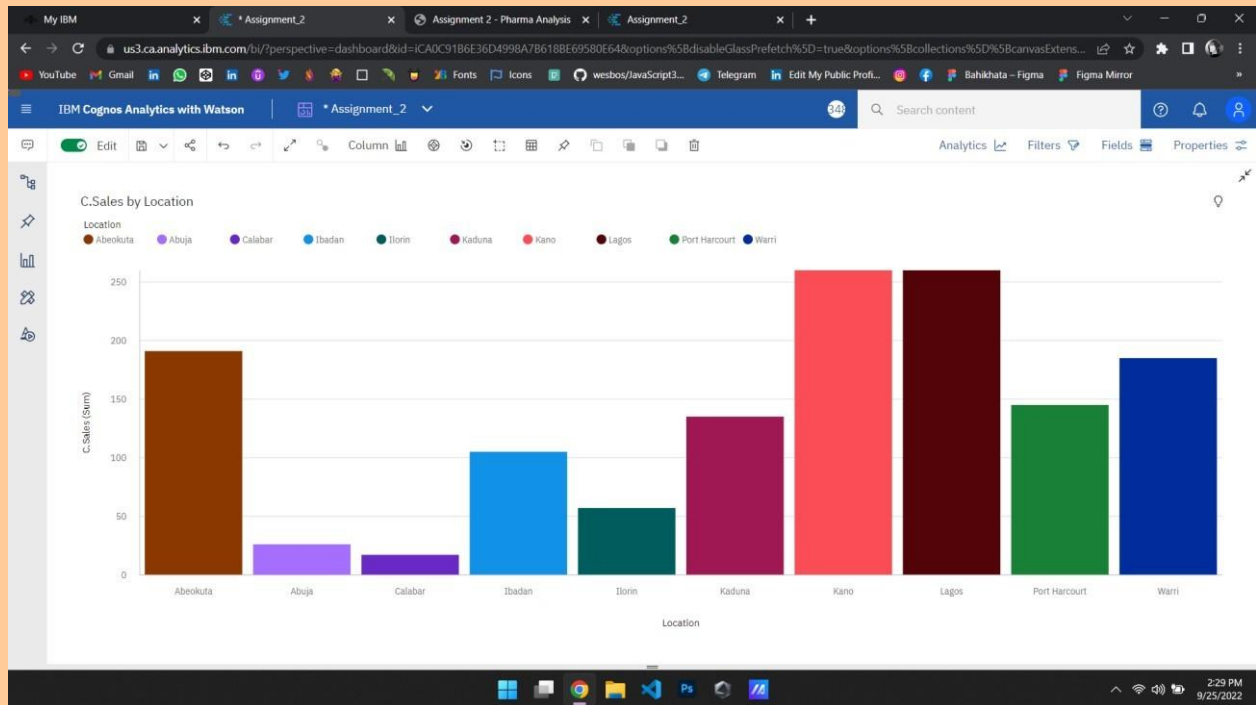 My IBM
* Assignment_2
Assignment 2 - Pharma Analysis
Assignment_2
us3.ca.analytics.ibm.com/bi/?perspective=dashboard&id=iCA0C91B6E36D4998A7B618BE69580E64&options%5BdisableGlassPrefetch%5D=true&options%5Bcollections%5D%5BcanvasExtens...
YouTube Gmail Fonts Icons wesbos/JavaScript3... Telegram Edit My Public Profi... Bahikhata – Figma Figma Mirror »
IBM Cognos Analytics with Watson * Assignment_2 Search content
Edit Column Analytics Filters Fields Properties
C.Sales by Location
Location
Abeokuta Abuja Calabar Ibadan Ilorin Kaduna Kano Lagos Port Harcourt Warri
250
200
150
100
50
0
C.Sales (Sum)
Abeokuta Abuja Calabar Ibadan Ilorin Kaduna Kano Lagos Port Harcourt Warri
Location
2:29 PM
9/25/2022